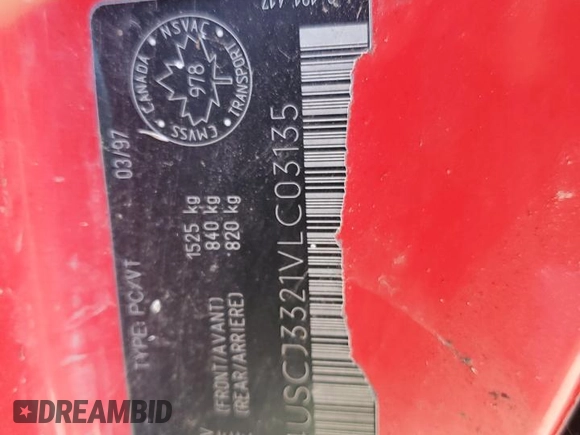 CANADA NSVAC
978
TRANSPORT CMVSS
03/97
TYPE: PC/VT
1525 kg
840 kg
820 kg
(FRONT/AVANT)
(REAR/ARRIERE)
USCJ3321VLC03135
DREAMBID